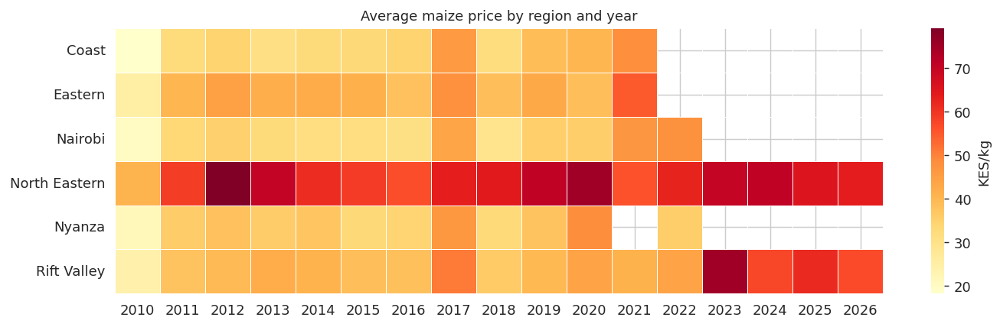 Average maize price by region and year
Coast
Eastern
Nairobi
North Eastern
Nyanza
Rift Valley
2010 2011 2012 2013 2014 2015 2016 2017 2018 2019 2020 2021 2022 2023 2024 2025 2026
70
60
50
40
30
20
KES/kg